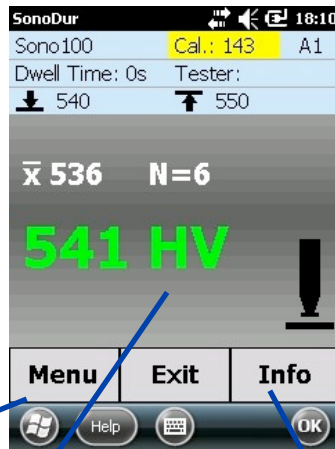 SonoDur 18:10
Sono100 Cal.: 143 A1
Dwell Time: 0s Tester:
540 550
x̅ 536 N=6
541 HV
Menu Exit Info
Help OK